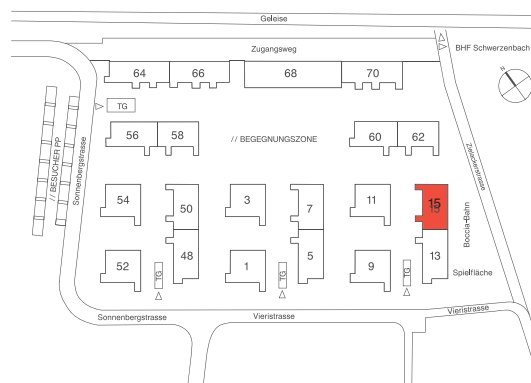 Geleise
Zugangsweg
BHF Schwerzenbach
N
64
66
68
70
TG
// BESUCHER PP
Sonnenbergstrasse
56
58
// BEGEGNUNGSZONE
60
62
Zielackerstrasse
54
50
3
7
11
15
Boccia-Bahn
52
48
1
5
9
13
TG
TG
TG
Spielfläche
Sonnenbergstrasse
Vieristrasse
Vieristrasse